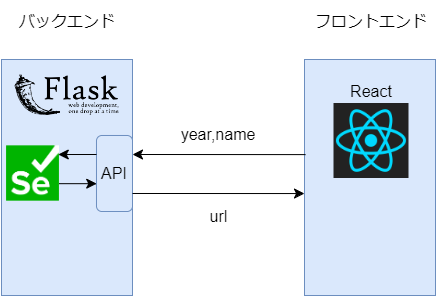 バックエンド
フロントエンド
Flask
web development,
one drop at a time
React
year,name
API
Se
url